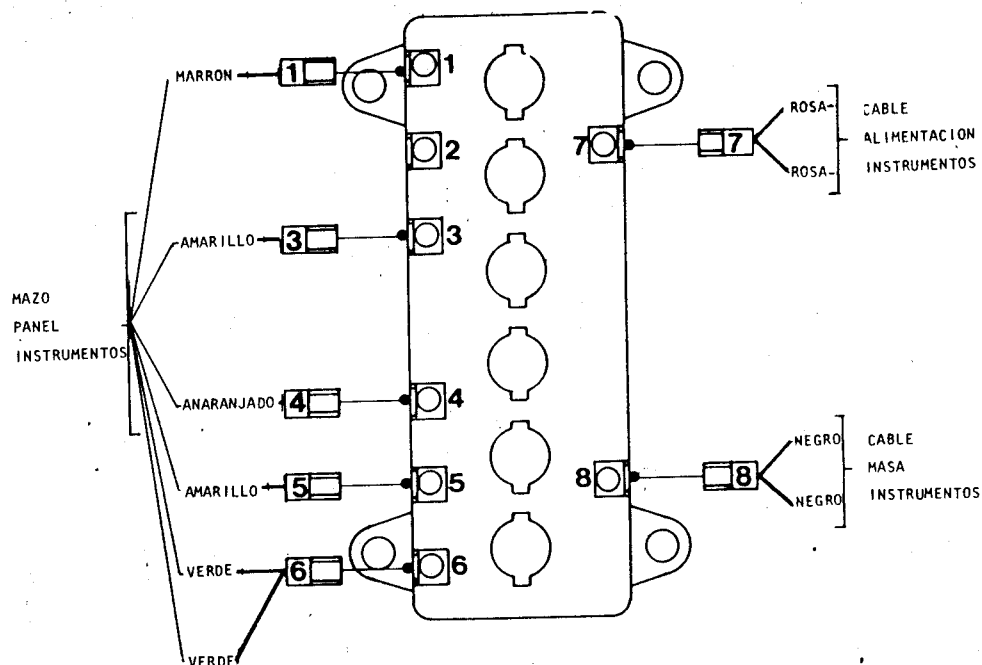 MARRON
1
1
2
AMARILLO
3
3
MAZO
PANEL
INSTRUMENTOS
ANARANJADO
4
4
AMARILLO
5
5
VERDE
6
6
VERDE
7
7
ROSA
ROSA
CABLE
ALIMENTACION
INSTRUMENTOS
8
8
NEGRO
NEGRO
CABLE
MASA
INSTRUMENTOS